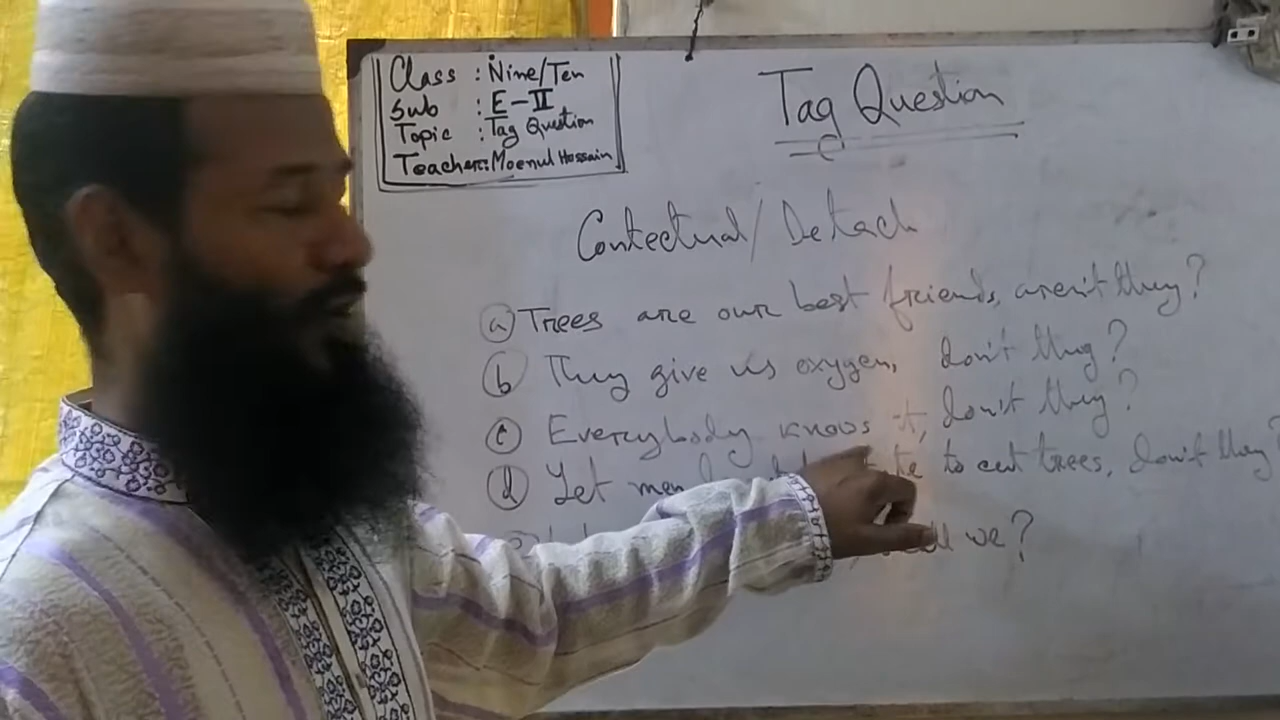 Class : Nine/Ten
Sub : E-II
Topic : Tag Question
Teacher: Moenul Hossain
Tag Question
Contectual/Detach
a Trees are our best friends, aren't they?
b They give us oxygen, don't they?
c Everybody knows it, don't they?
d Yet men to cut trees, don't they?
we?